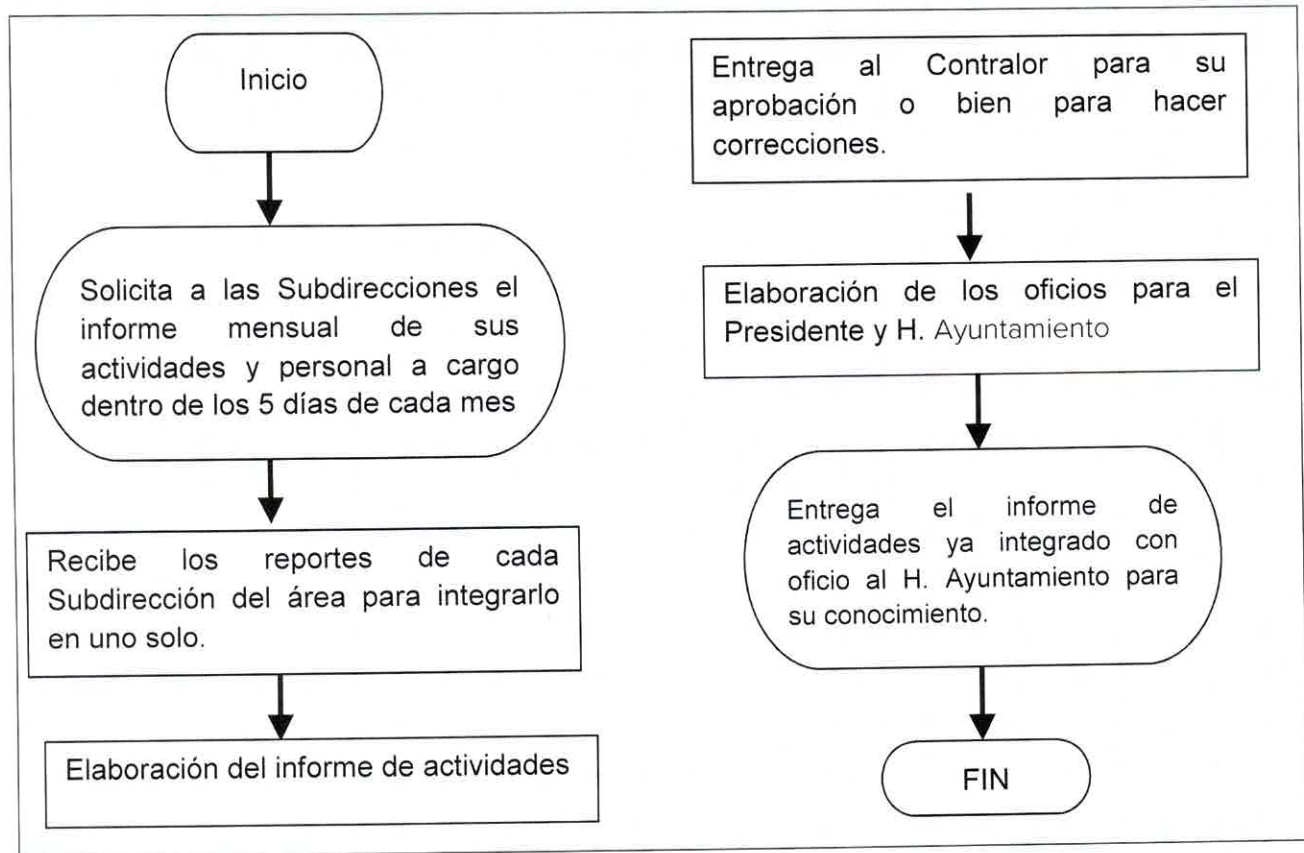 Inicio
Solicita a las Subdirecciones el
informe mensual de sus
actividades y personal a cargo
dentro de los 5 días de cada mes
Recibe los reportes de cada
Subdirección del área para integrarlo
en uno solo.
Elaboración del informe de actividades
Entrega al Contralor para su
aprobación o bien para hacer
correcciones.
Elaboración de los oficios para el
Presidente y H. Ayuntamiento
Entrega el informe de
actividades ya integrado con
oficio al H. Ayuntamiento para
su conocimiento.
FIN